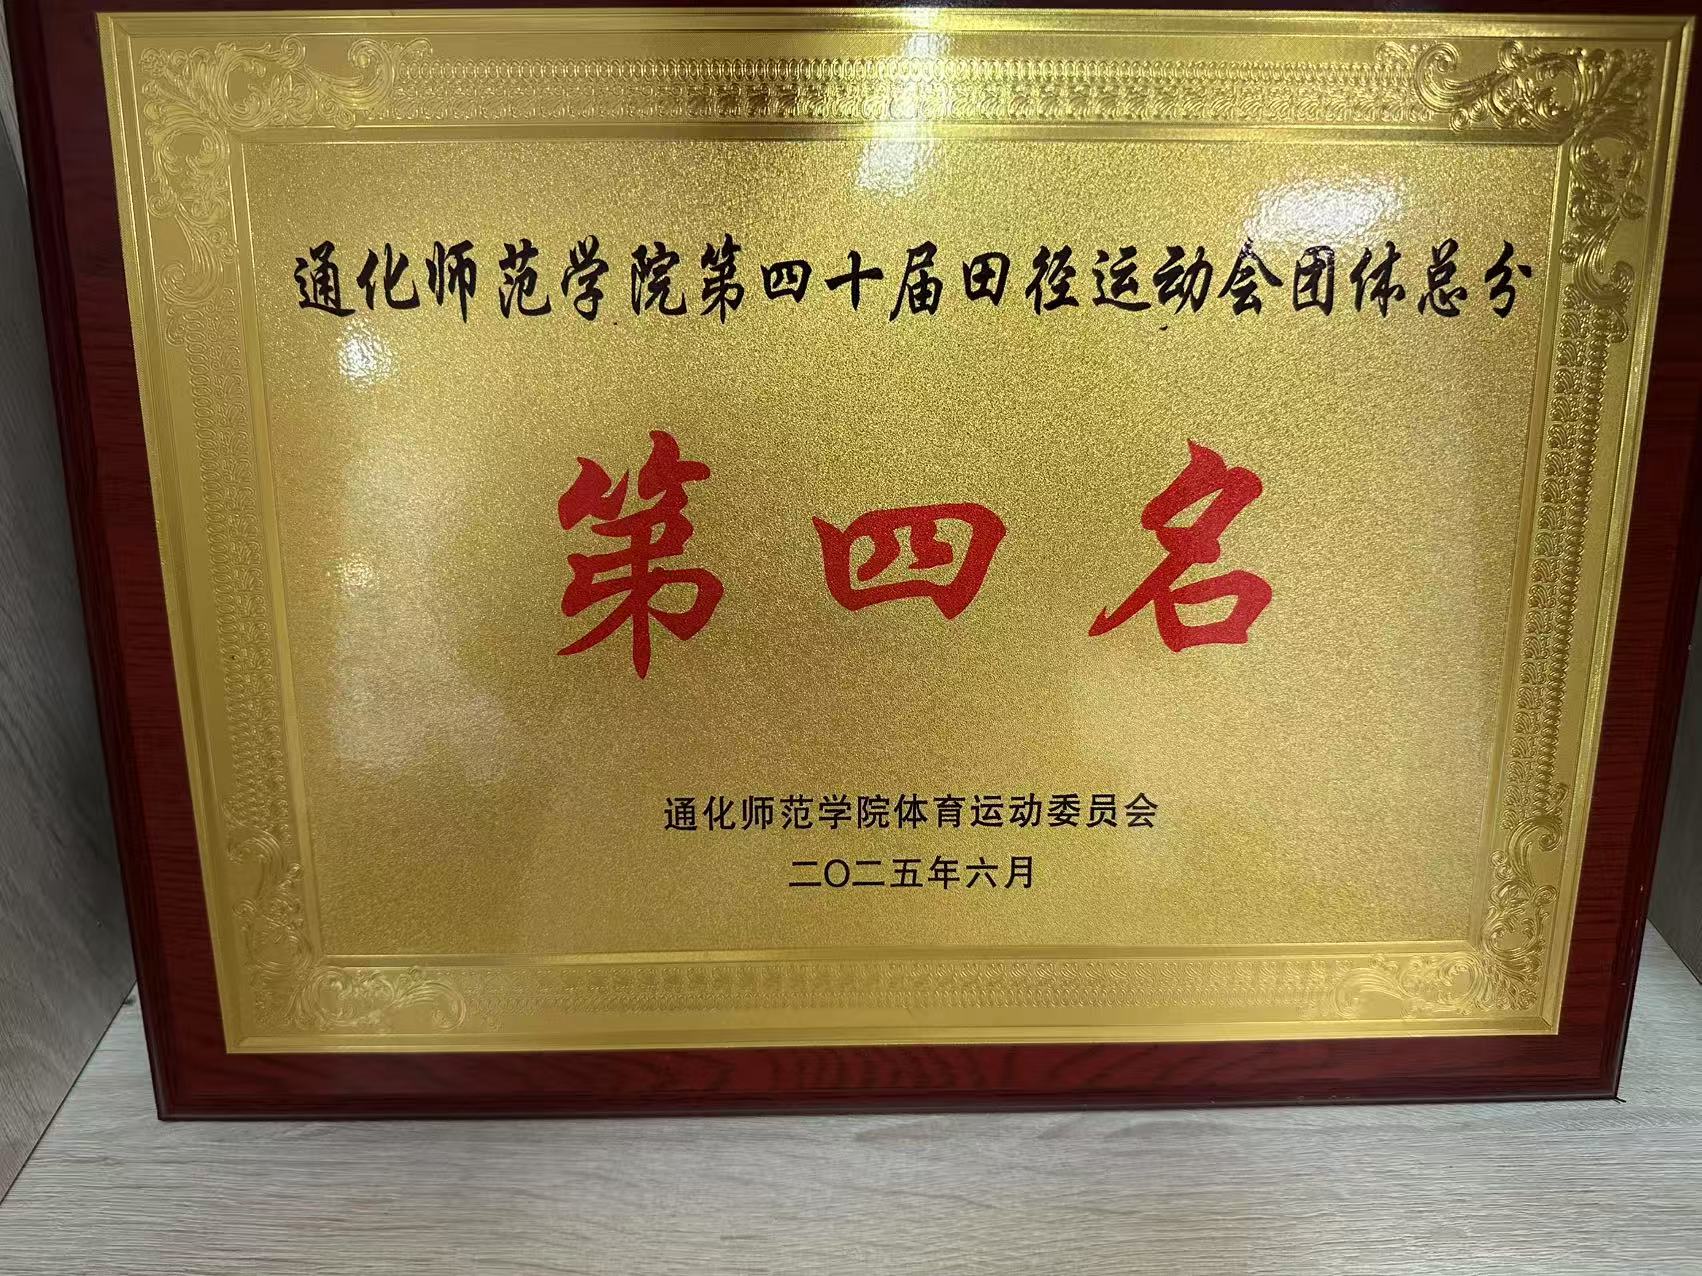 通化师范学院第四十届田径运动会团体总分
第四名
通化师范学院体育运动委员会
二〇二五年六月